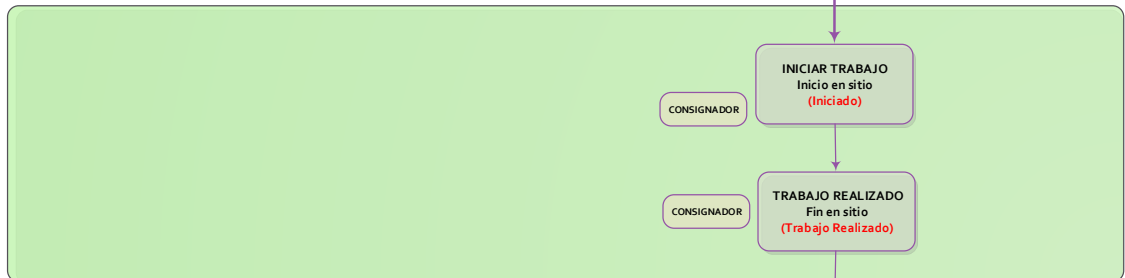 INICIAR TRABAJO
Inicio en sitio
(Iniciado)
CONSIGNADOR
TRABAJO REALIZADO
Fin en sitio
(Trabajo Realizado)
CONSIGNADOR